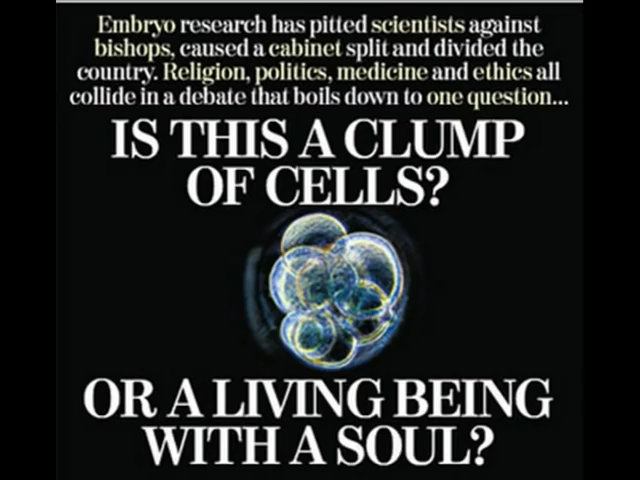 Embryo research has pitted scientists against
bishops, caused a cabinet split and divided the
country. Religion, politics, medicine and ethics all
collide in a debate that boils down to one question...
IS THIS A CLUMP
OF CELLS?
OR A LIVING BEING
WITH A SOUL?